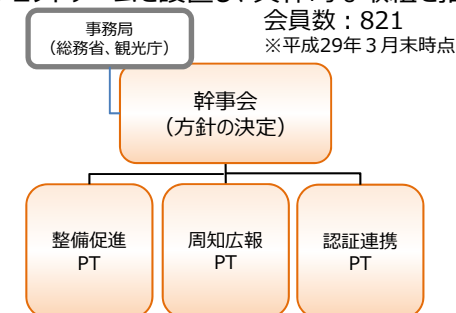 会員数：821
※平成29年３月末時点
事務局
（総務省、観光庁）
幹事会
（方針の決定）
整備促進
PT
周知広報
PT
認証連携
PT